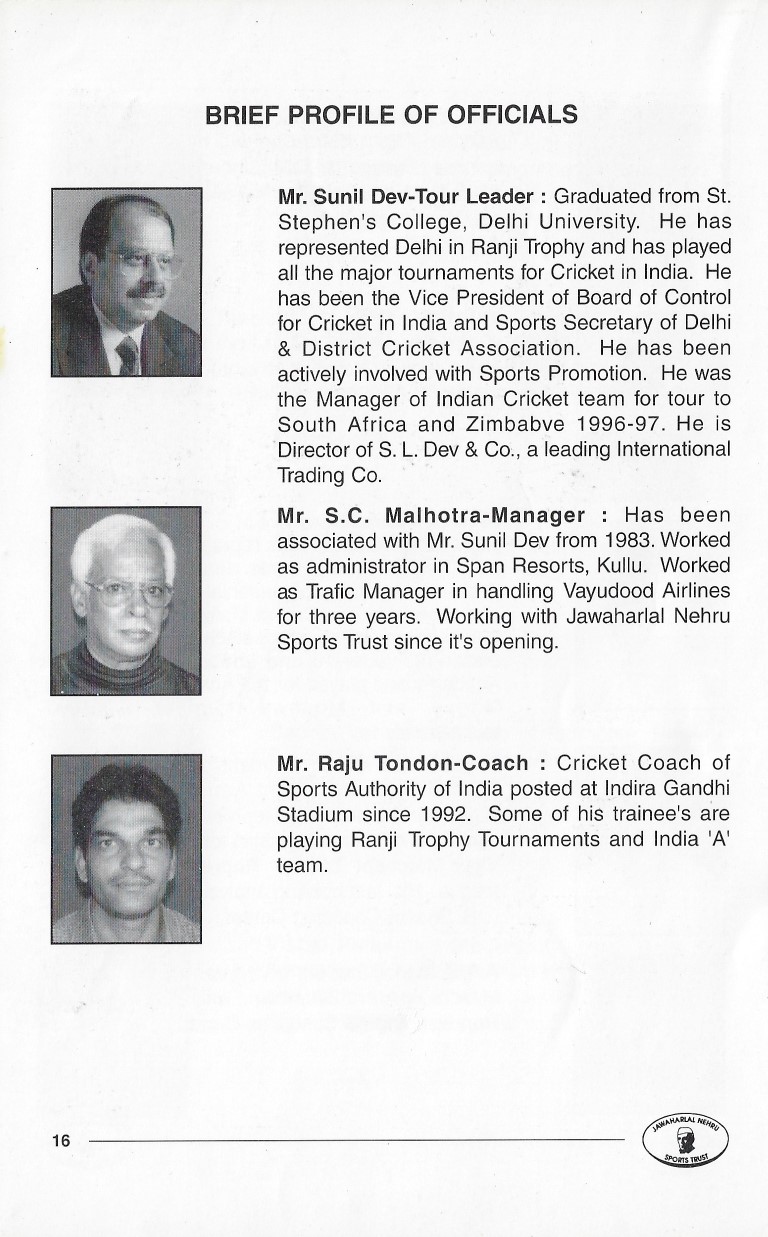 BRIEF PROFILE OF OFFICIALS
Mr. Sunil Dev-Tour Leader : Graduated from St.
Stephen's College, Delhi University. He has
represented Delhi in Ranji Trophy and has played
all the major tournaments for Cricket in India. He
has been the Vice President of Board of Control
for Cricket in India and Sports Secretary of Delhi
& District Cricket Association. He has been
actively involved with Sports Promotion. He was
the Manager of Indian Cricket team for tour to
South Africa and Zimbabve 1996-97. He is
Director of S. L. Dev & Co., a leading International
Trading Co.
Mr. S.C. Malhotra-Manager : Has been
associated with Mr. Sunil Dev from 1983. Worked
as administrator in Span Resorts, Kullu. Worked
as Trafic Manager in handling Vayudood Airlines
for three years. Working with Jawaharlal Nehru
Sports Trust since it's opening.
Mr. Raju Tondon-Coach : Cricket Coach of
Sports Authority of India posted at Indira Gandhi
Stadium since 1992. Some of his trainee's are
playing Ranji Trophy Tournaments and India 'A'
team.
16
JAWAHARLAL NEHRU
SPORTS TRUST